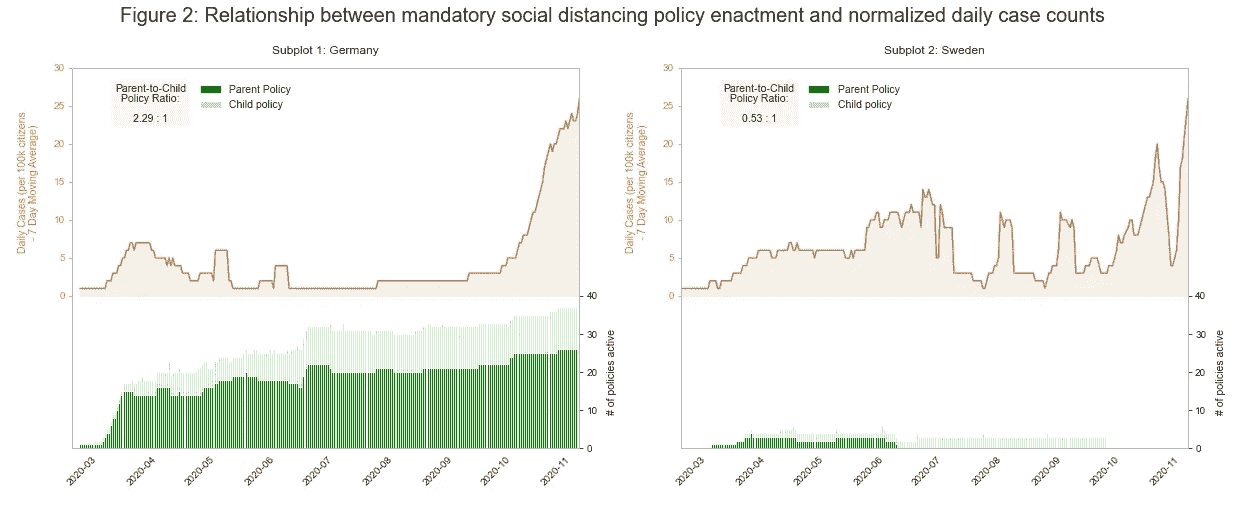 Figure 2: Relationship between mandatory social distancing policy enactment and normalized daily case counts
Subplot 1: Germany
30
25
20
15
10
5
0
Daily Cases (per 100k citizens
- 7 Day Moving Average)
Parent-to-Child
Policy Ratio:
2.29 : 1
Parent Policy
Child policy
40
30
20
10
0
# of policies active
2020-03
2020-04
2020-05
2020-06
2020-07
2020-08
2020-09
2020-10
2020-11
Subplot 2: Sweden
30
25
20
15
10
5
0
Daily Cases (per 100k citizens
- 7 Day Moving Average)
Parent-to-Child
Policy Ratio:
0.53 : 1
Parent Policy
Child policy
40
30
20
10
0
# of policies active
2020-03
2020-04
2020-05
2020-06
2020-07
2020-08
2020-09
2020-10
2020-11